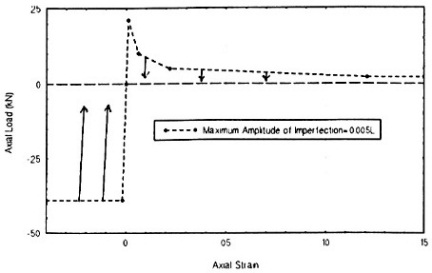 25
0
-25
-50
0
05
10
15
Axial Load (kN)
Maximum Amplitude of Imperfection=0.005L
Axial Strain